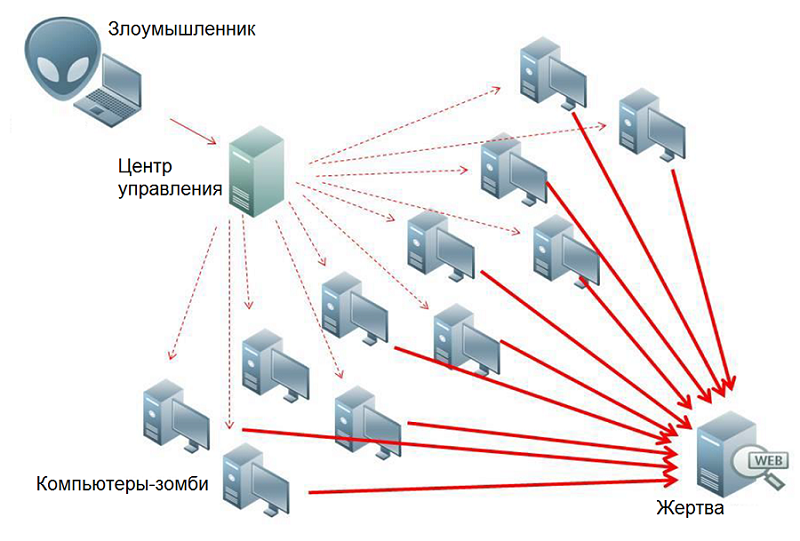 Злоумышленник
Центр
управления
Компьютеры-зомби
WEB
Жертва